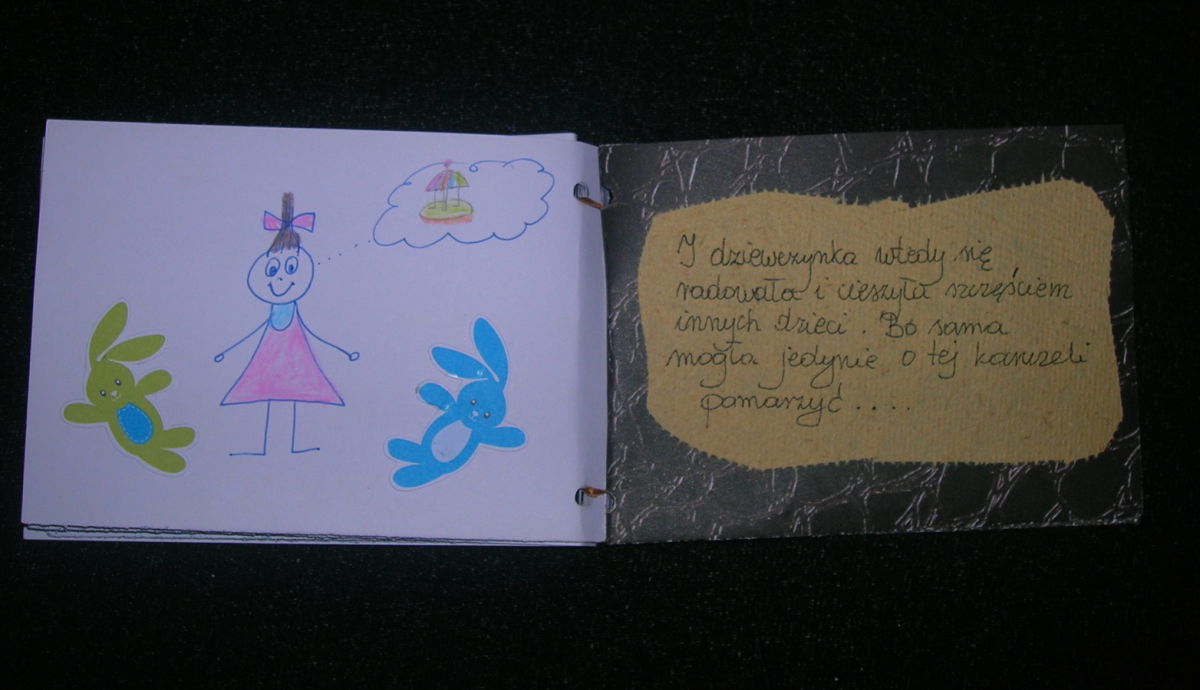 I dziewczynka wtedy się
radowała i cieszyła szczęściem
innych dzieci. Bo sama
mogła jedynie o tej karuzeli
pomarzyć....